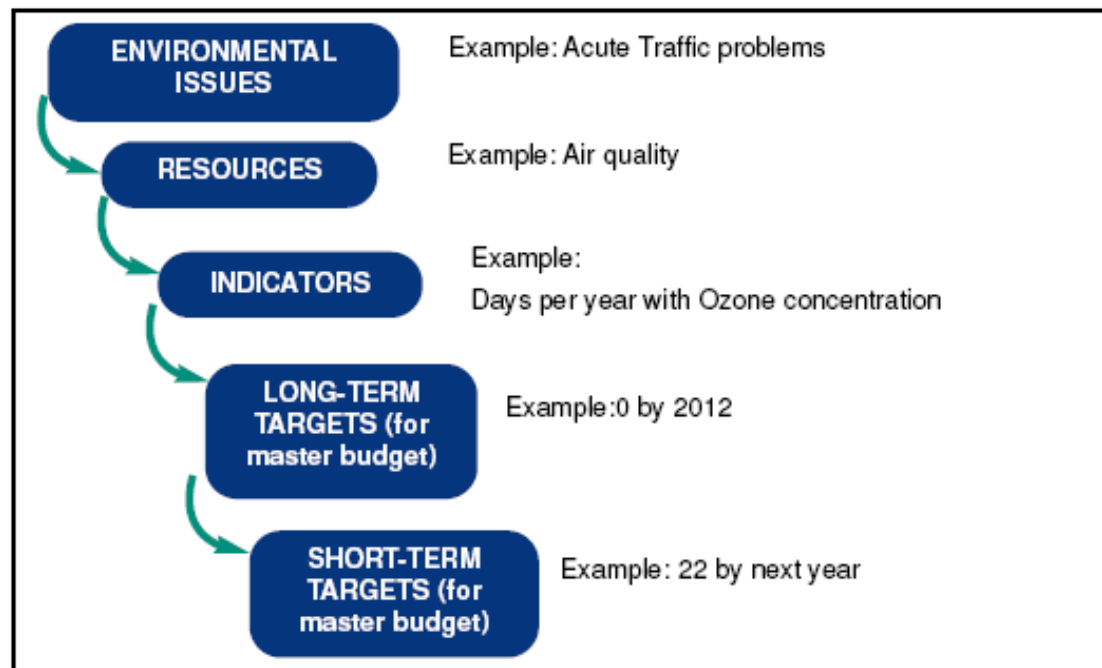 ENVIRONMENTAL
ISSUES
Example: Acute Traffic problems
RESOURCES
Example: Air quality
INDICATORS
Example:
Days per year with Ozone concentration
LONG-TERM
TARGETS (for
master budget)
Example:0 by 2012
SHORT-TERM
TARGETS (for
master budget)
Example: 22 by next year